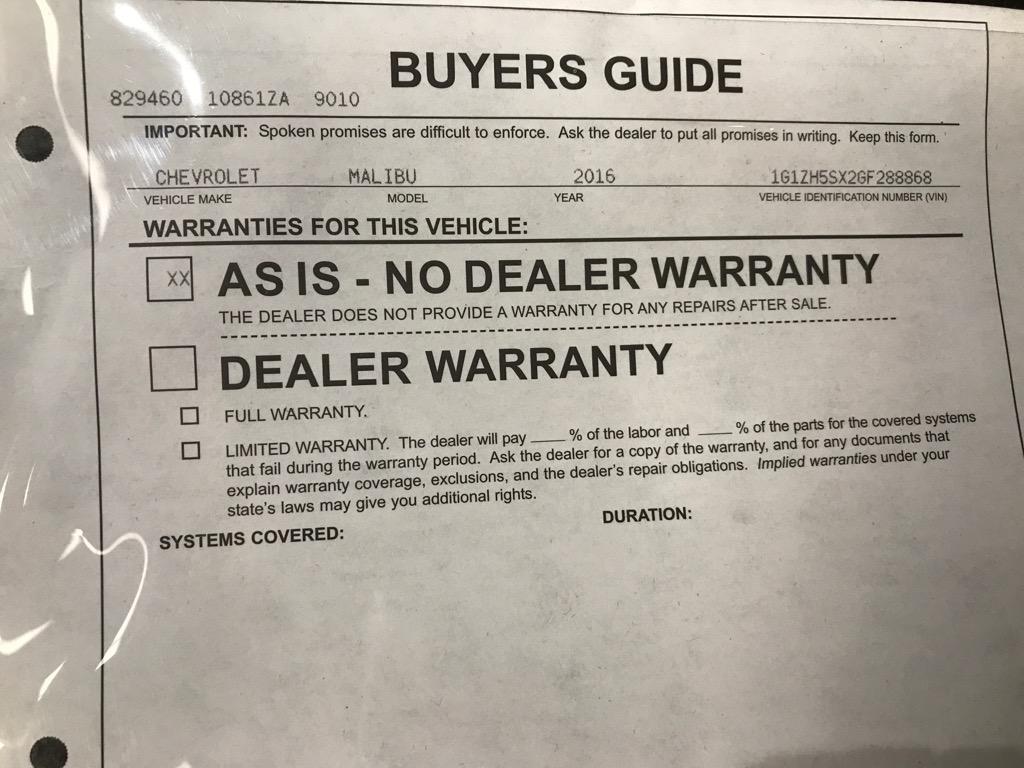 BUYERS GUIDE
829460 10861ZA 9010
IMPORTANT: Spoken promises are difficult to enforce. Ask the dealer to put all promises in writing. Keep this form.
CHEVROLET MALIBU 2016 1G1ZH5SX2GF288868
VEHICLE MAKE MODEL YEAR VEHICLE IDENTIFICATION NUMBER (VIN)
WARRANTIES FOR THIS VEHICLE:
XX AS IS - NO DEALER WARRANTY
THE DEALER DOES NOT PROVIDE A WARRANTY FOR ANY REPAIRS AFTER SALE.
DEALER WARRANTY
FULL WARRANTY.
LIMITED WARRANTY. The dealer will pay ____ % of the labor and ____ % of the parts for the covered systems
that fail during the warranty period. Ask the dealer for a copy of the warranty, and for any documents that
explain warranty coverage, exclusions, and the dealer's repair obligations. Implied warranties under your
state's laws may give you additional rights.
SYSTEMS COVERED: DURATION: